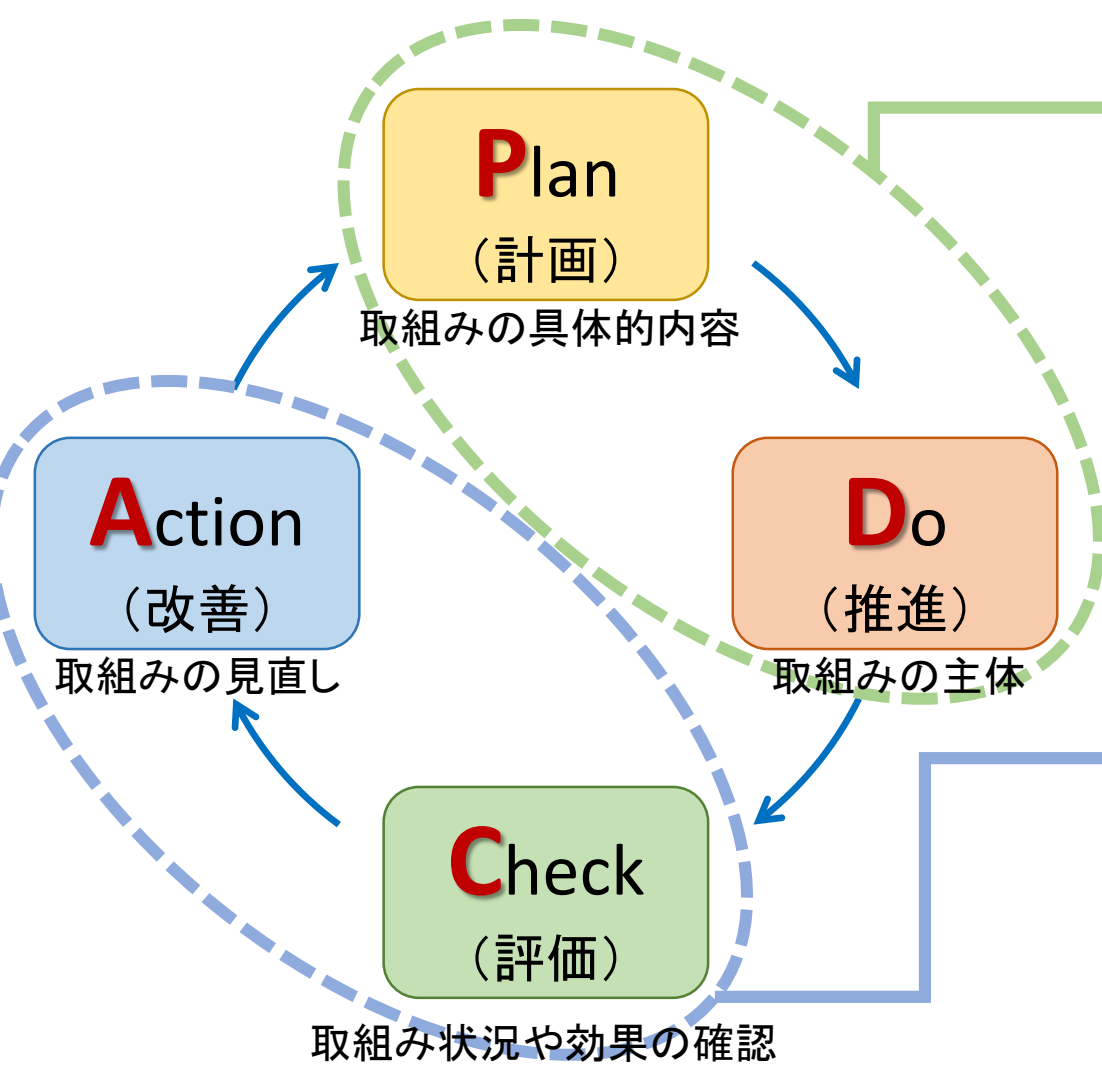 Plan
（計画）
取組みの具体的内容
Do
（推進）
取組みの主体
Check
（評価）
取組み状況や効果の確認
Action
（改善）
取組みの見直し